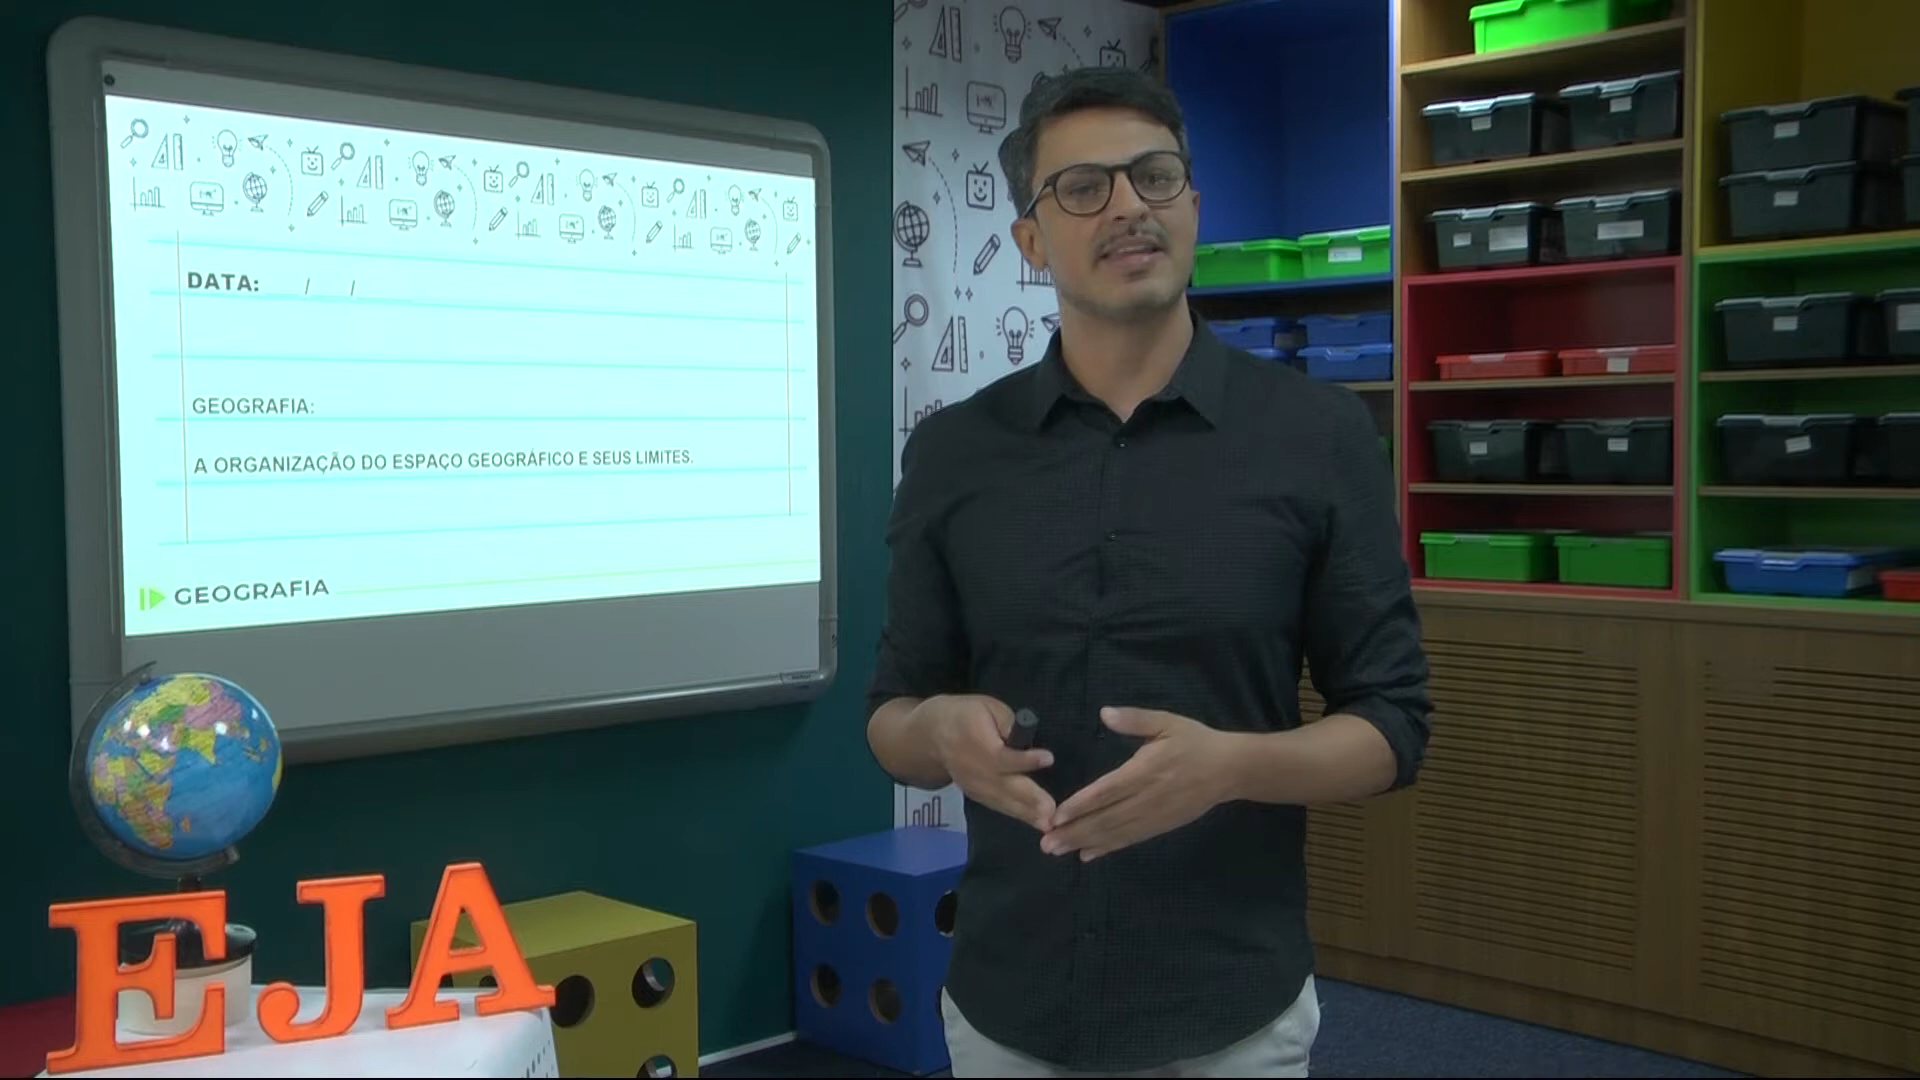 DATA: / /
GEOGRAFIA:
A ORGANIZAÇÃO DO ESPAÇO GEOGRÁFICO E SEUS LIMITES.
GEOGRAFIA
EJA